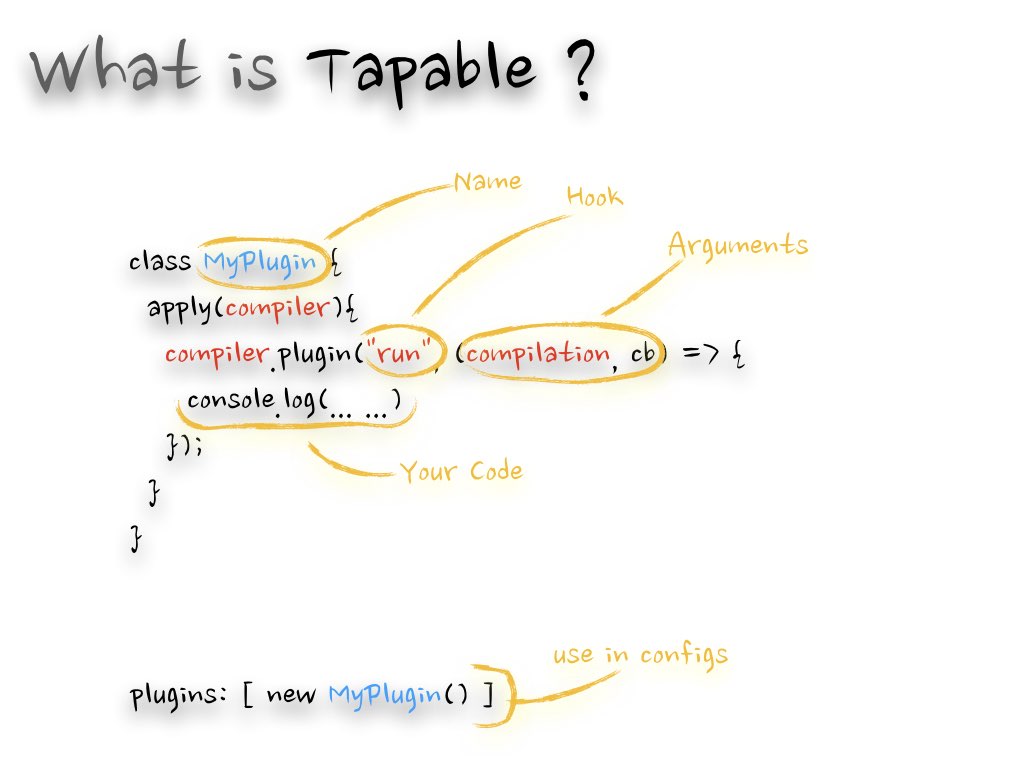 What is Tapable ?
Name
Hook
Arguments
class MyPlugin {
apply(compiler){
compiler.plugin("run", (compilation, cb) => {
console.log(... ...)
});
Your Code
}
}
use in configs
plugins: [ new MyPlugin() ]